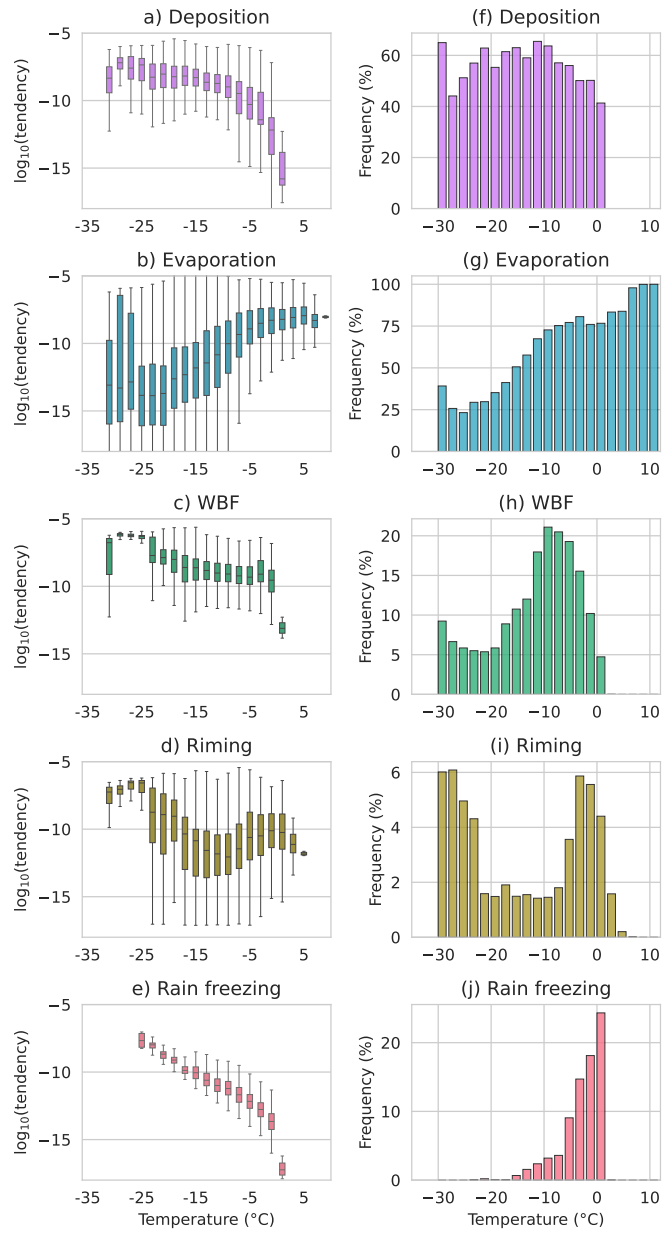 a) Deposition
(f) Deposition
log₁₀(tendency)
−5
−10
−15
-35 -25 -15 -5 5
Frequency (%)
60
40
20
0
−30 −20 −10 0 10
b) Evaporation
(g) Evaporation
log₁₀(tendency)
−5
−10
−15
-35 -25 -15 -5 5
Frequency (%)
100
75
50
25
0
−30 −20 −10 0 10
c) WBF
(h) WBF
log₁₀(tendency)
−5
−10
−15
-35 -25 -15 -5 5
Frequency (%)
20
15
10
5
0
−30 −20 −10 0 10
d) Riming
(i) Riming
log₁₀(tendency)
−5
−10
−15
-35 -25 -15 -5 5
Frequency (%)
6
4
2
0
−30 −20 −10 0 10
e) Rain freezing
(j) Rain freezing
log₁₀(tendency)
−5
−10
−15
-35 -25 -15 -5 5
Temperature (°C)
Frequency (%)
20
10
0
−30 −20 −10 0 10
Temperature (°C)